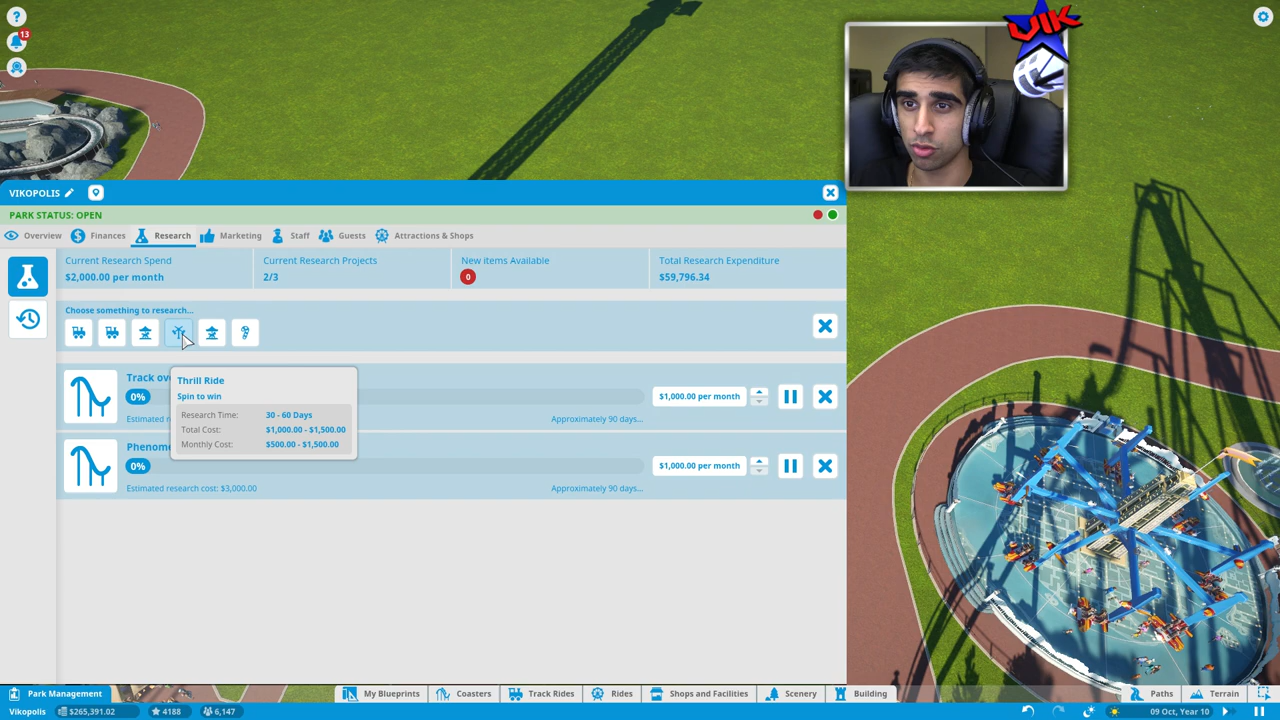 ?
13
VIK
VIKOPOLIS
PARK STATUS: OPEN
Overview Finances Research Marketing Staff Guests Attractions & Shops
Current Research Spend Current Research Projects New items Available Total Research Expenditure
$2,000.00 per month 2/3 0 $59,796.34
Choose something to research...
Track ov
0% $1,000.00 per month
Estimated r Approximately 90 days...
Thrill Ride
Spin to win
Research Time: 30 - 60 Days
Total Cost: $1,000.00 - $1,500.00
Monthly Cost: $500.00 - $1,500.00
Phenome
0% $1,000.00 per month
Estimated research cost: $3,000.00 Approximately 90 days...
Park Management My Blueprints Coasters Track Rides Rides Shops and Facilities Scenery Building Paths Terrain
Vikopolis $265,391.02 4188 6,147 09 Oct, Year 10